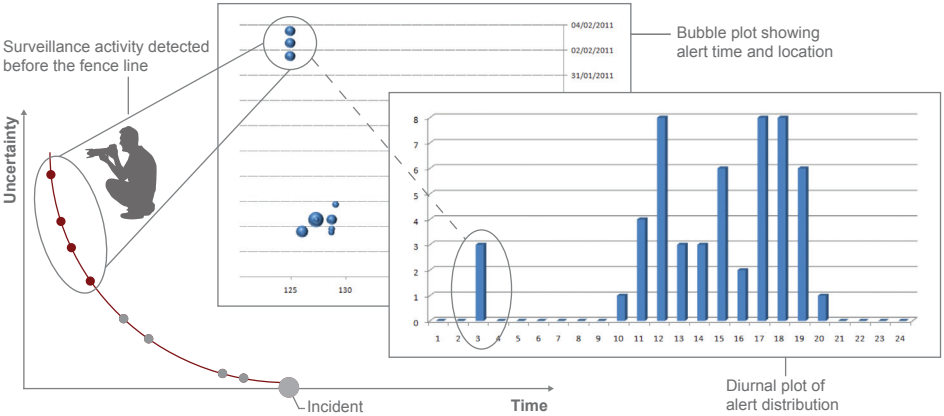 Surveillance activity detected
before the fence line
Uncertainty
04/02/2011
02/02/2011
31/01/2011
125 130
Bubble plot showing
alert time and location
8
7
6
5
4
3
2
1
0
1 2 3 4 5 6 7 8 9 10 11 12 13 14 15 16 17 18 19 20 21 22 23 24
Diurnal plot of
alert distribution
Incident
Time